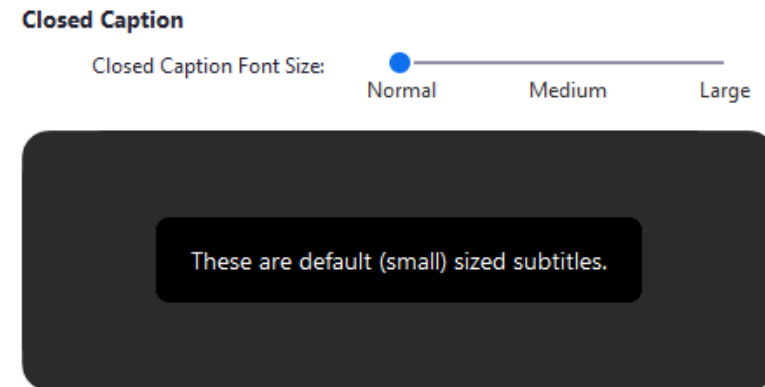 Closed Caption
Closed Caption Font Size:
Normal Medium Large
These are default (small) sized subtitles.